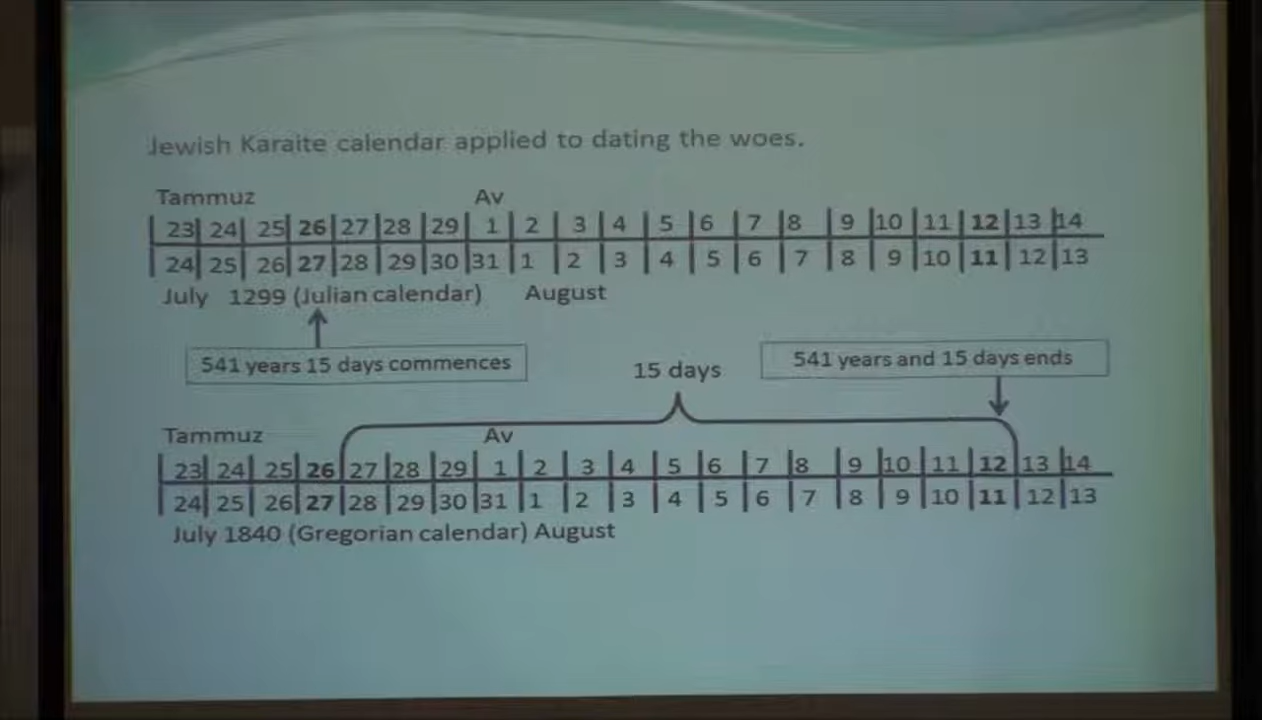 Jewish Karaite calendar applied to dating the woes.
Tammuz Av
23 24 25 26 27 28 29 1 2 3 4 5 6 7 8 9 10 11 12 13 14
24 25 26 27 28 29 30 31 1 2 3 4 5 6 7 8 9 10 11 12 13
July 1299 (Julian calendar) August
541 years 15 days commences
15 days
541 years and 15 days ends
Tammuz Av
23 24 25 26 27 28 29 1 2 3 4 5 6 7 8 9 10 11 12 13 14
24 25 26 27 28 29 30 31 1 2 3 4 5 6 7 8 9 10 11 12 13
July 1840 (Gregorian calendar) August